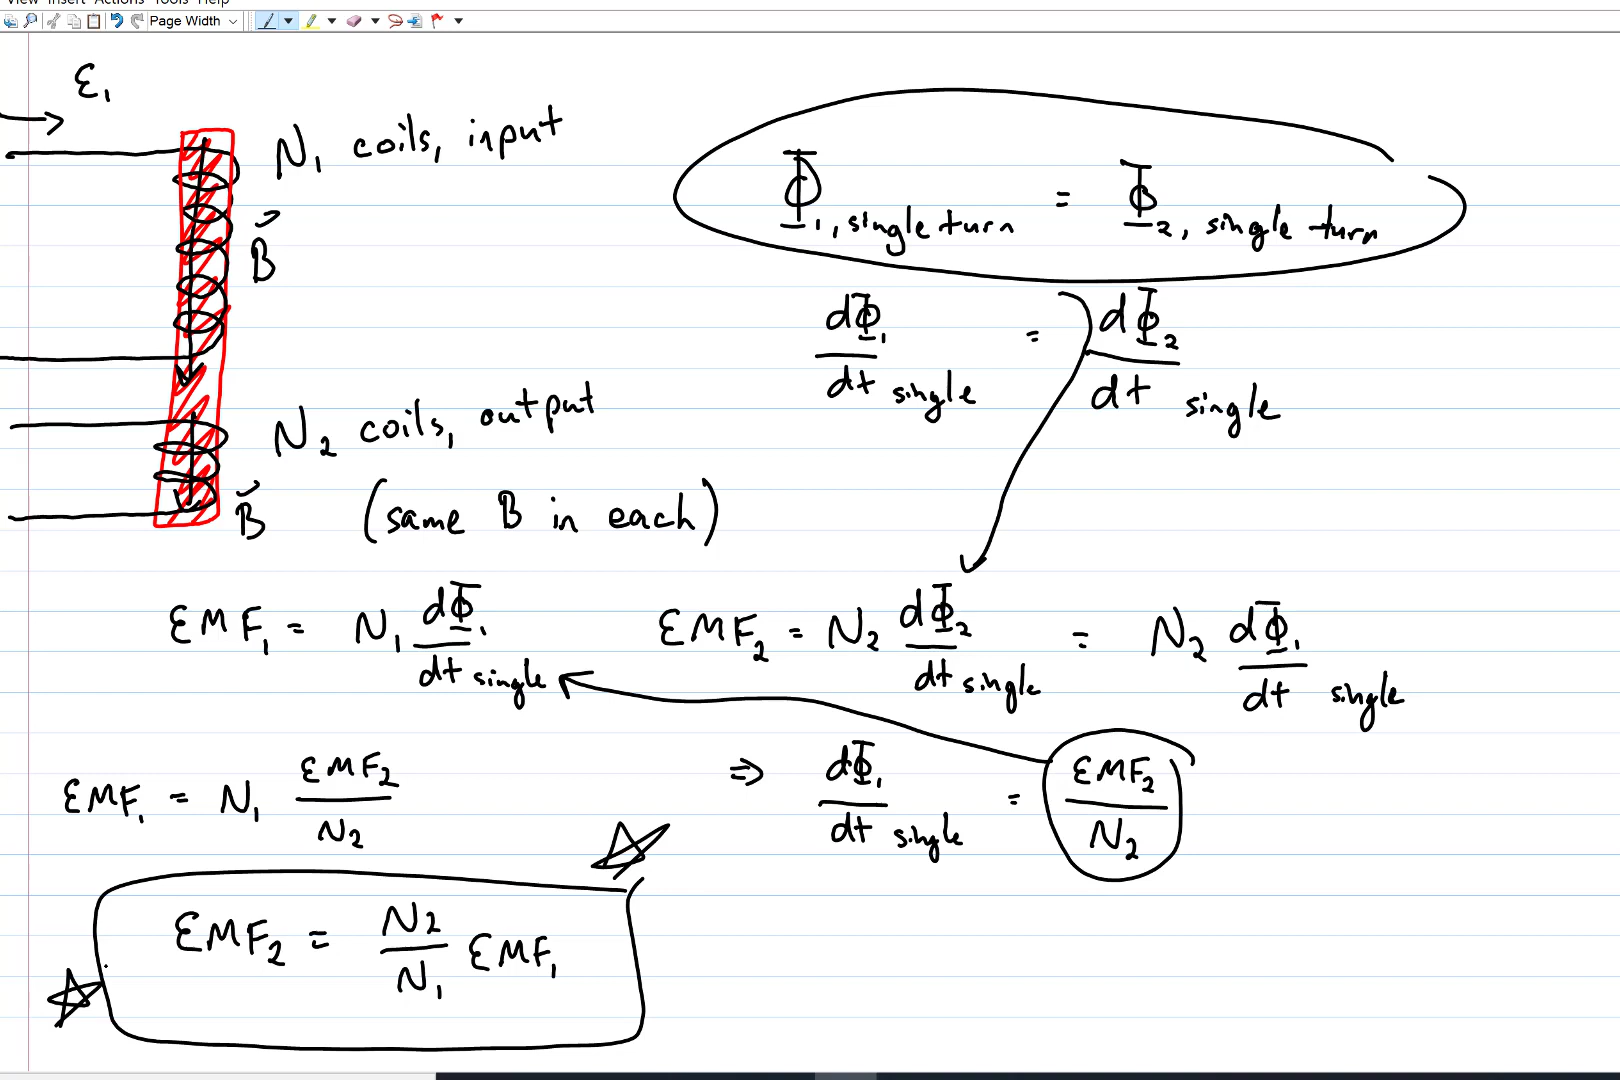 View Insert Actions Tools Help
Page Width
ε₁
N₁ coils, input
B⃗
Φ₁, single turn = Φ₂, single turn
dΦ₁/dt single = dΦ₂/dt single
N₂ coils, output
B⃗ (same B in each)
EMF₁ = N₁ dΦ₁/dt single EMF₂ = N₂ dΦ₂/dt single = N₂ dΦ₁/dt single
EMF₁ = N₁ EMF₂/N₂ ⇒ dΦ₁/dt single = EMF₂/N₂
EMF₂ = N₂/N₁ EMF₁